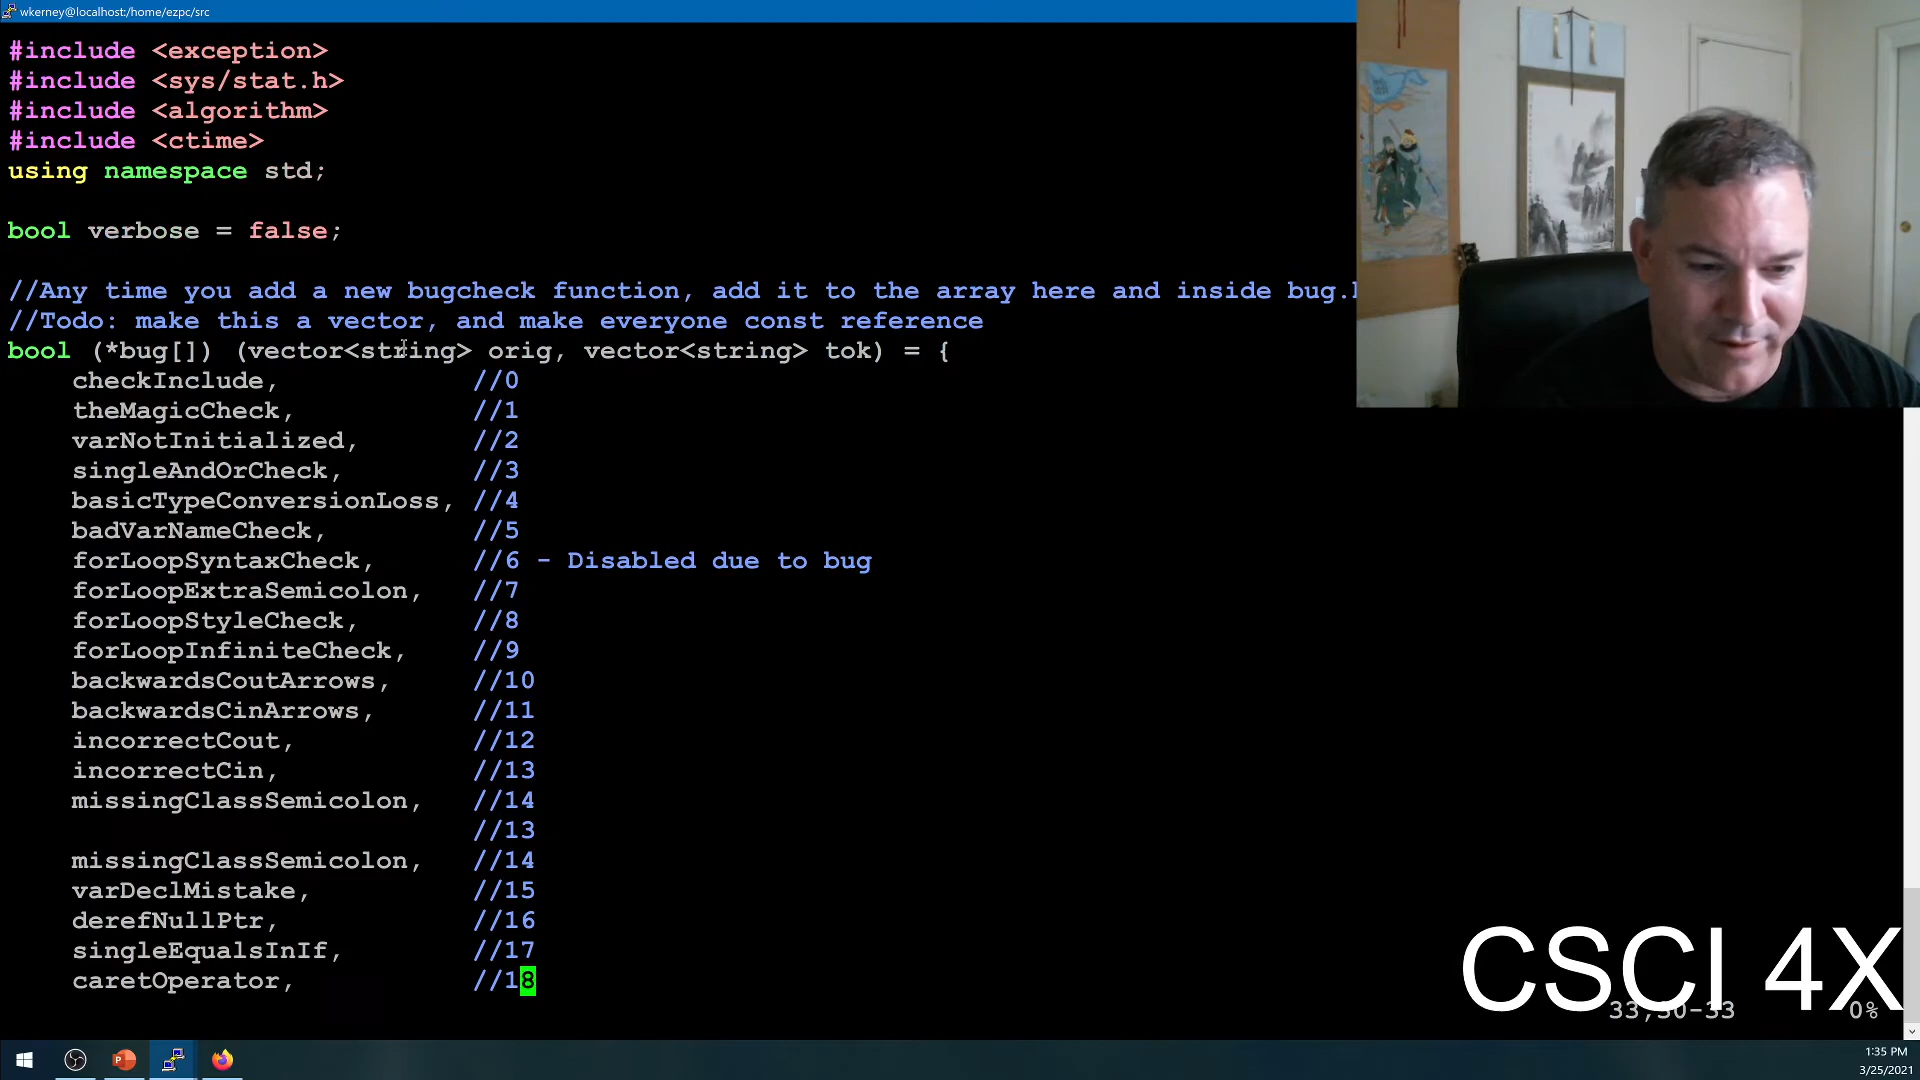 wkerney@localhost:/home/ezpc/src
#include <exception>
#include <sys/stat.h>
#include <algorithm>
#include <ctime>
using namespace std;
bool verbose = false;
//Any time you add a new bugcheck function, add it to the array here and inside bug.
//Todo: make this a vector, and make everyone const reference
bool (*bug[]) (vector<string> orig, vector<string> tok) = {
checkInclude, //0
theMagicCheck, //1
varNotInitialized, //2
singleAndOrCheck, //3
basicTypeConversionLoss, //4
badVarNameCheck, //5
forLoopSyntaxCheck, //6 - Disabled due to bug
forLoopExtraSemicolon, //7
forLoopStyleCheck, //8
forLoopInfiniteCheck, //9
backwardsCoutArrows, //10
backwardsCinArrows, //11
incorrectCout, //12
incorrectCin, //13
missingClassSemicolon, //14
//13
missingClassSemicolon, //14
varDeclMistake, //15
derefNullPtr, //16
singleEqualsInIf, //17
caretOperator, //18
CSCI 4X
33,30-33 0%
1:35 PM
3/25/2021